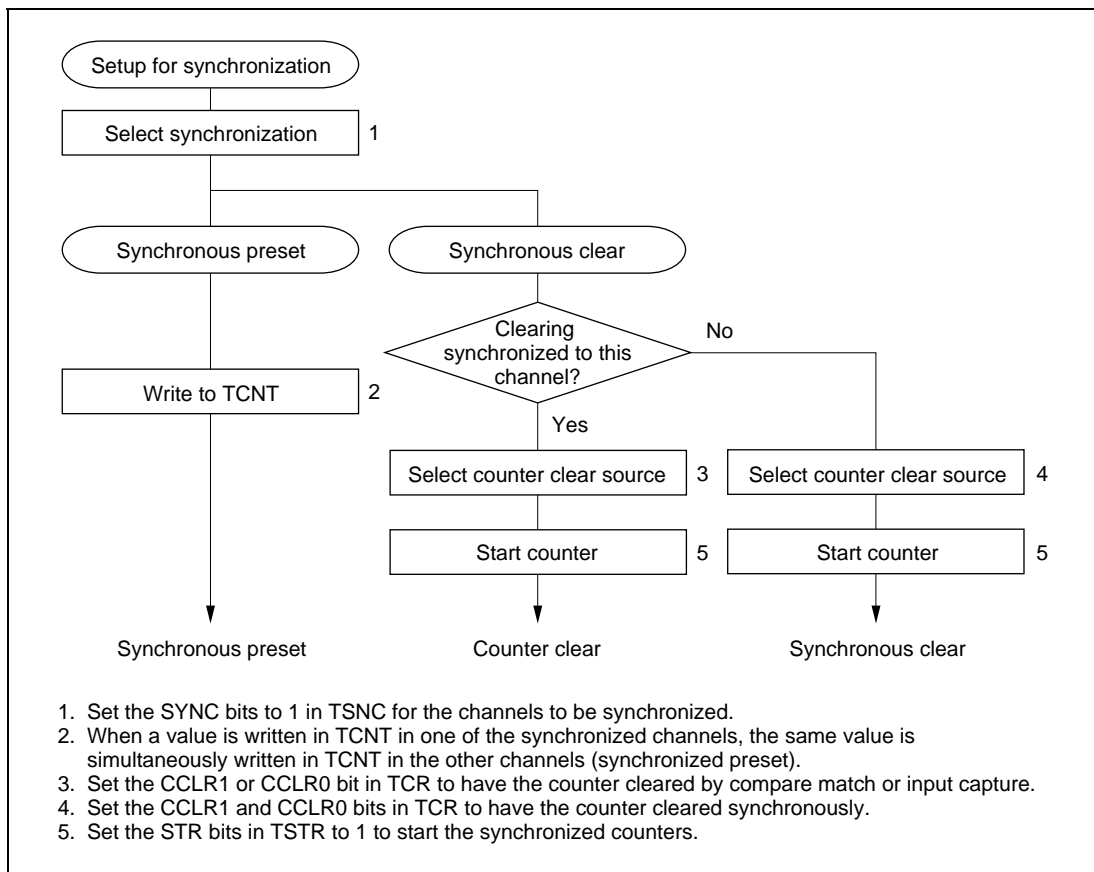 Setup for synchronization
Select synchronization 1
Synchronous preset
Synchronous clear
Clearing
synchronized to this
channel?
No
Write to TCNT 2
Yes
Select counter clear source 3
Select counter clear source 4
Start counter 5
Start counter 5
Synchronous preset
Counter clear
Synchronous clear
1. Set the SYNC bits to 1 in TSNC for the channels to be synchronized.
2. When a value is written in TCNT in one of the synchronized channels, the same value is
simultaneously written in TCNT in the other channels (synchronized preset).
3. Set the CCLR1 or CCLR0 bit in TCR to have the counter cleared by compare match or input capture.
4. Set the CCLR1 and CCLR0 bits in TCR to have the counter cleared synchronously.
5. Set the STR bits in TSTR to 1 to start the synchronized counters.